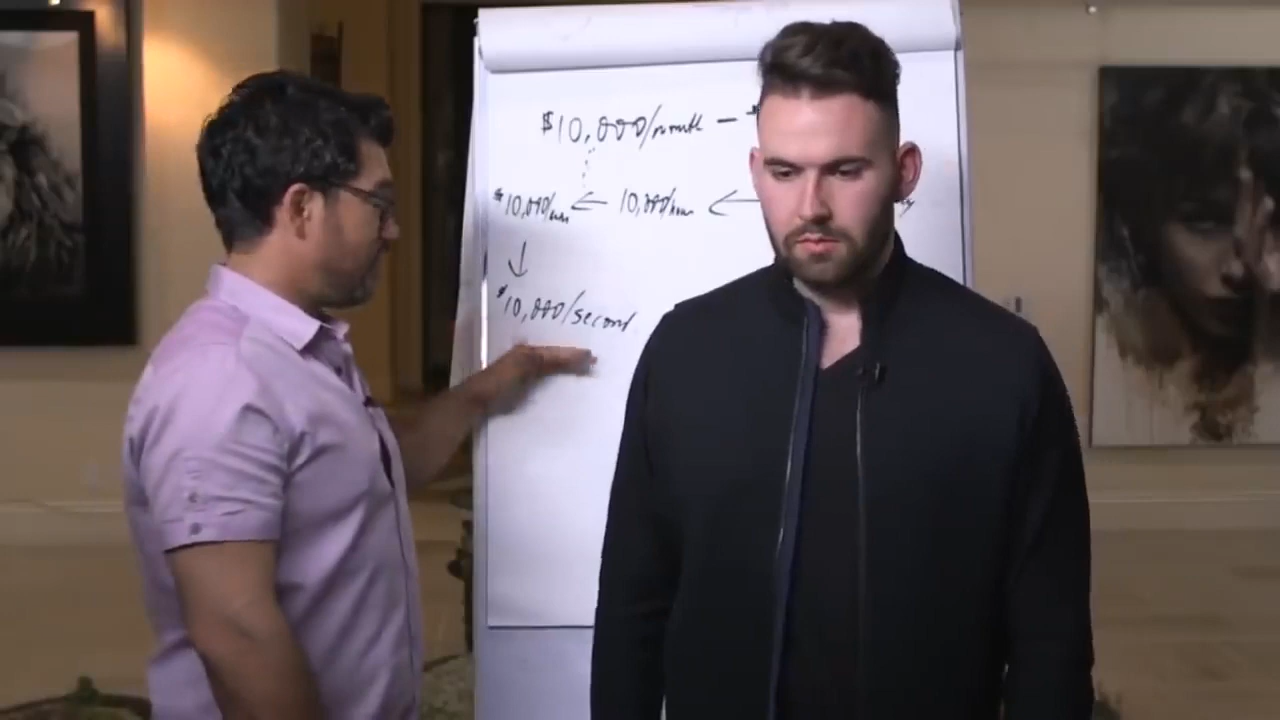 $10,000/month –
$10,000/min ← 10,000/hour ←
↓
$10,000/second